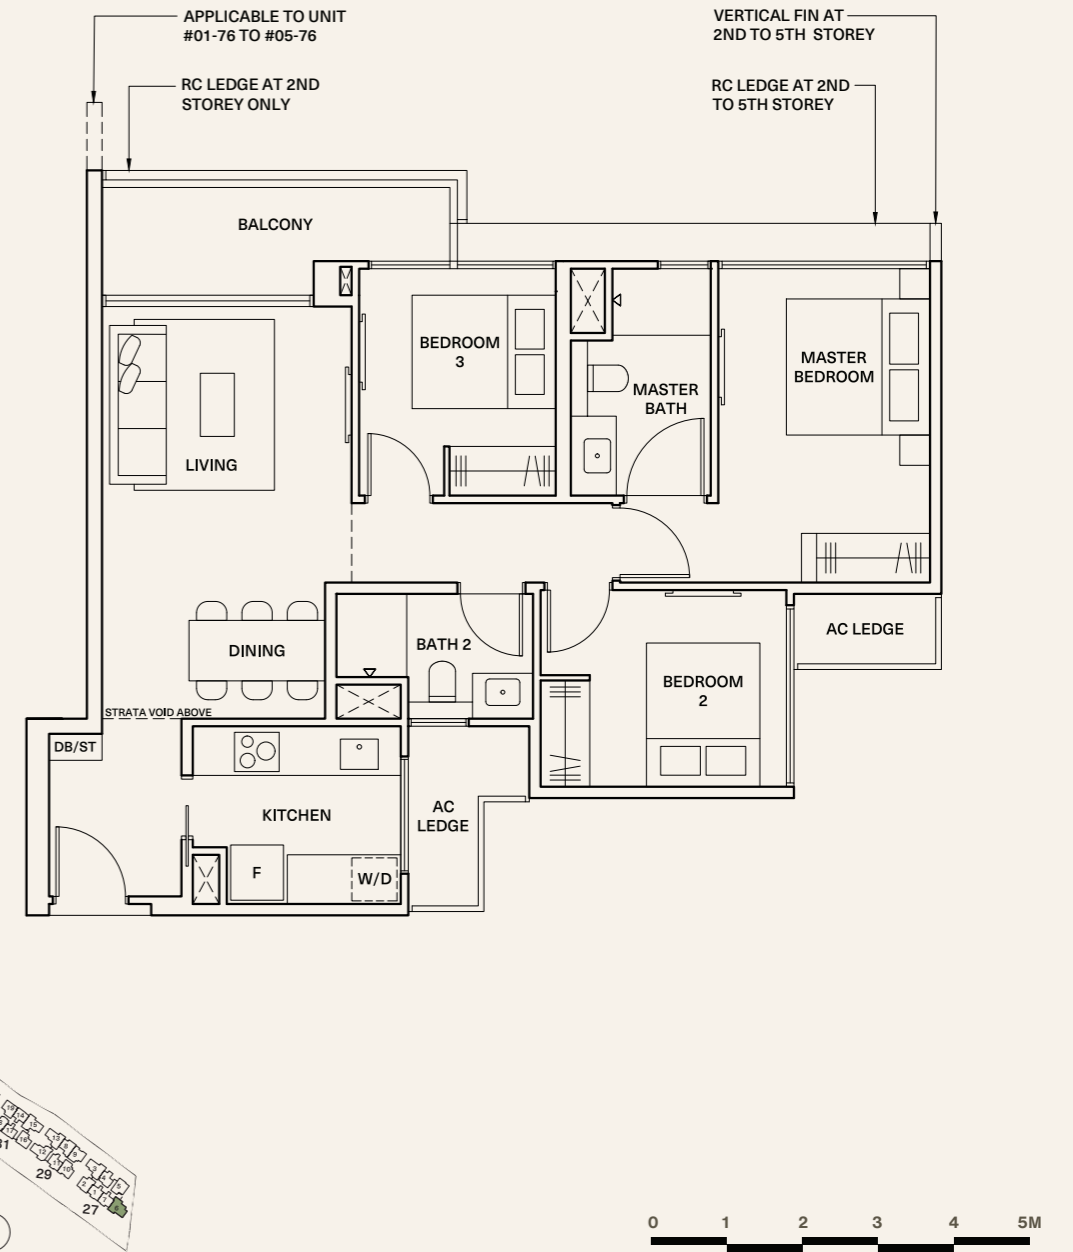 APPLICABLE TO UNIT
#01-76 TO #05-76
VERTICAL FIN AT
2ND TO 5TH STOREY
RC LEDGE AT 2ND
STOREY ONLY
RC LEDGE AT 2ND
TO 5TH STOREY
BALCONY
BEDROOM
3
MASTER
BATH
MASTER
BEDROOM
LIVING
DINING
BATH 2
BEDROOM
2
AC LEDGE
STRATA VOID ABOVE
DB/ST
KITCHEN
AC
LEDGE
F
W/D
29
27
0 1 2 3 4 5M